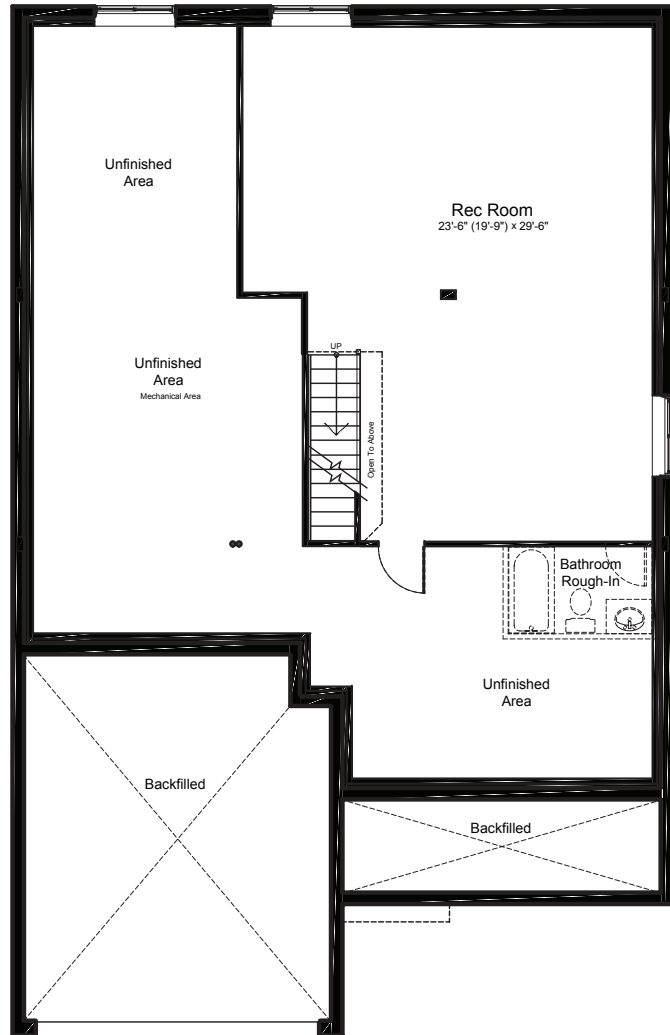 Unfinished
Area
Rec Room
23'-6" (19'-9") x 29'-6"
UP
Unfinished
Area
Mechanical Area
Open To Above
Bathroom
Rough-In
Unfinished
Area
Backfilled
Backfilled